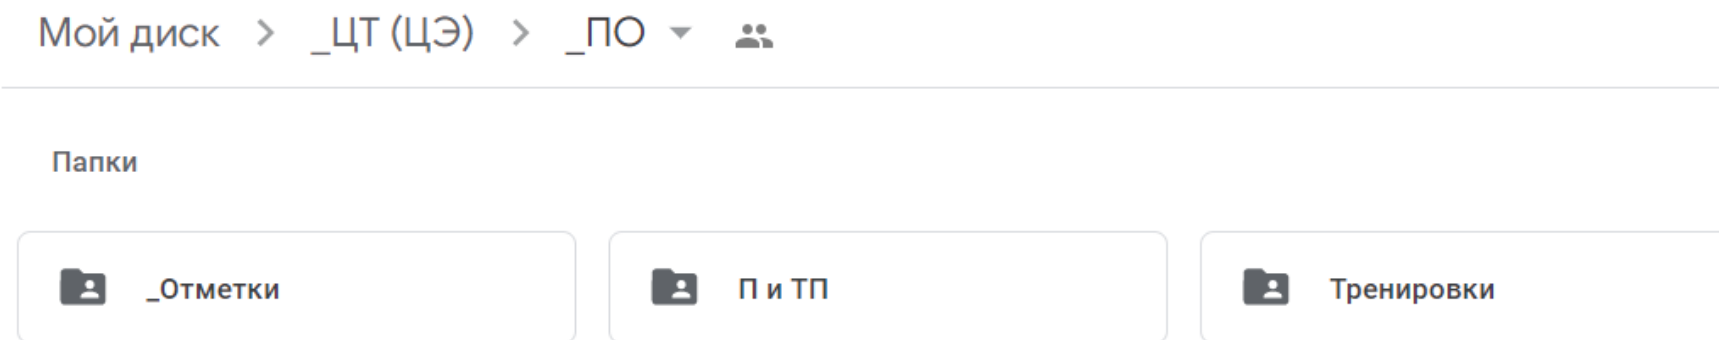 Мой диск > _ЦТ (ЦЭ) > _ПО
Папки
_Отметки П и ТП Тренировки